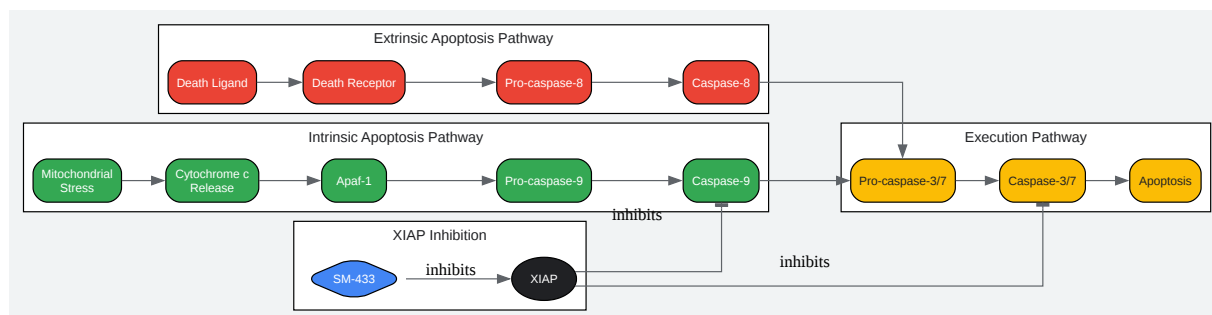 Extrinsic Apoptosis Pathway
Death Ligand
Death Receptor
Pro-caspase-8
Caspase-8
Intrinsic Apoptosis Pathway
Mitochondrial
Stress
Cytochrome c
Release
Apaf-1
Pro-caspase-9
Caspase-9
Execution Pathway
Pro-caspase-3/7
Caspase-3/7
Apoptosis
inhibits
XIAP Inhibition
SM-433
inhibits
XIAP
inhibits